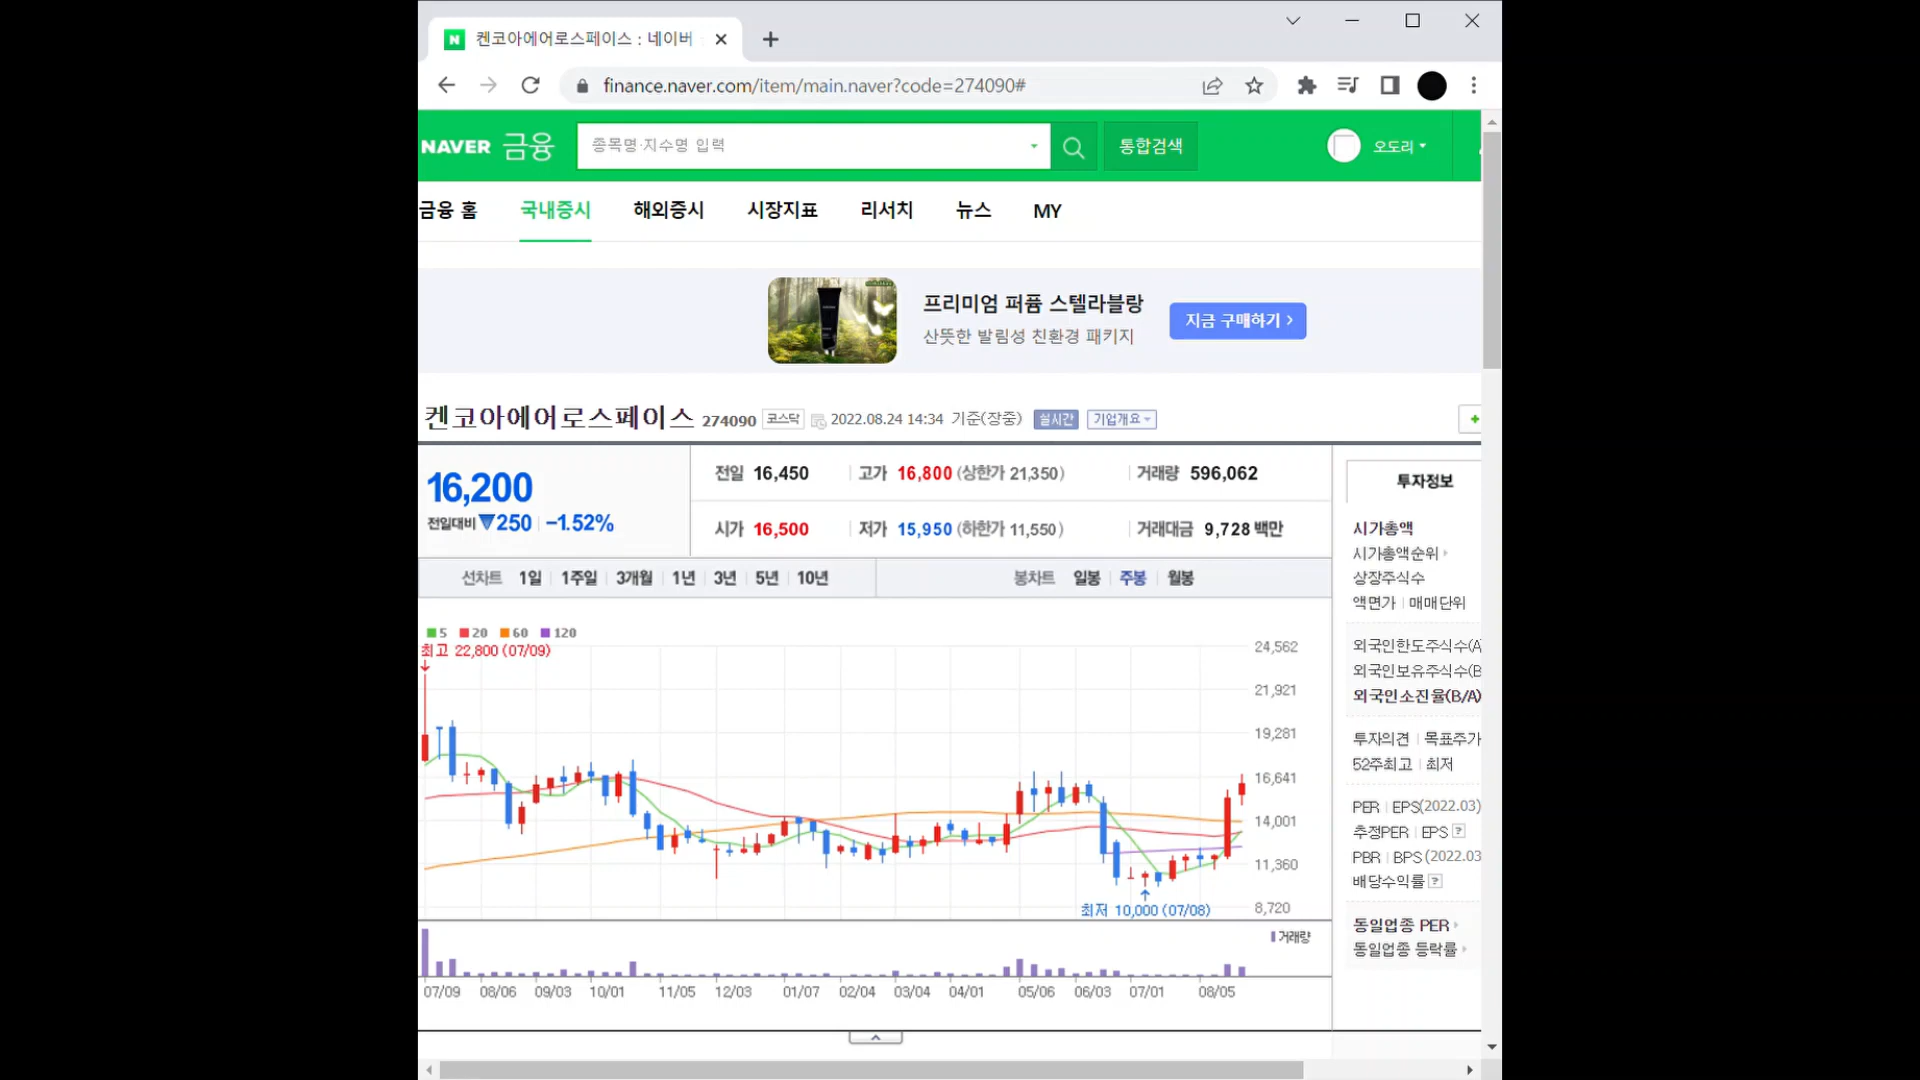 켄코아에어로스페이스 : 네이버
finance.naver.com/item/main.naver?code=274090#
NAVER 금융 종목명·지수명 입력 통합검색 오도리
금융 홈 국내증시 해외증시 시장지표 리서치 뉴스 MY
프리미엄 퍼퓸 스텔라블랑
산뜻한 발림성 친환경 패키지
지금 구매하기
켄코아에어로스페이스 274090 코스닥 2022.08.24 14:34 기준(장중) 실시간 기업개요
16,200
전일대비 ▼250 -1.52%
전일 16,450 고가 16,800 (상한가 21,350) 거래량 596,062
시가 16,500 저가 15,950 (하한가 11,550) 거래대금 9,728 백만
선차트 1일 1주일 3개월 1년 3년 5년 10년 봉차트 일봉 주봉 월봉
5 20 60 120
최고 22,800 (07/09)
24,562
21,921
19,281
16,641
14,001
11,360
8,720
최저 10,000 (07/08)
거래량
07/09 08/06 09/03 10/01 11/05 12/03 01/07 02/04 03/04 04/01 05/06 06/03 07/01 08/05
투자정보
시가총액
시가총액순위
상장주식수
액면가 매매단위
외국인한도주식수(A
외국인보유주식수(B
외국인소진율(B/A)
투자의견 목표주가
52주최고 최저
PER EPS(2022.03)
추정PER EPS ?
PBR BPS(2022.03
배당수익률 ?
동일업종 PER
동일업종 등락률